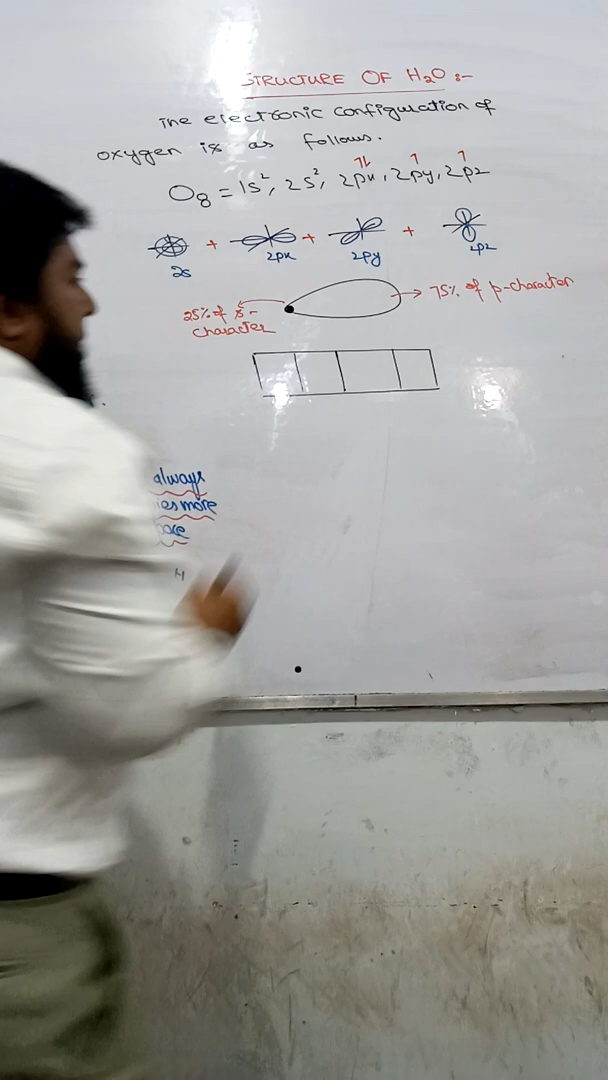 STRUCTURE OF H₂O :-
The electronic configuration of
oxygen is as follows.
O₈ = 1s², 2s², 2px, 2py, 2pz
+ + +
2s 2px 2py 2pz
25% of s-
character
75% of p-character
always
more
H